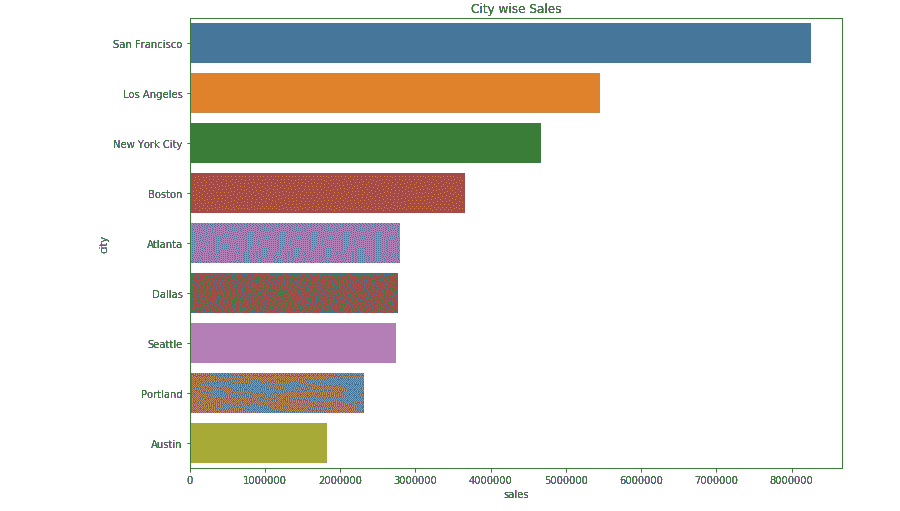 City wise Sales
San Francisco
Los Angeles
New York City
Boston
Atlanta
Dallas
Seattle
Portland
Austin
city
0 1000000 2000000 3000000 4000000 5000000 6000000 7000000 8000000
sales